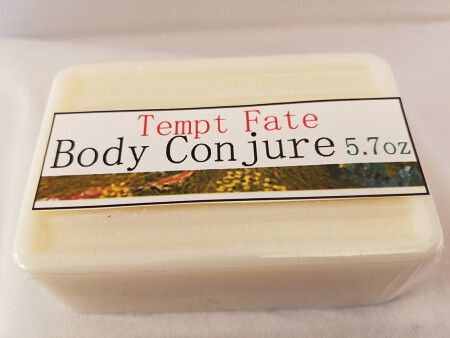 Tempt Fate
Body Conjure 5.7oz